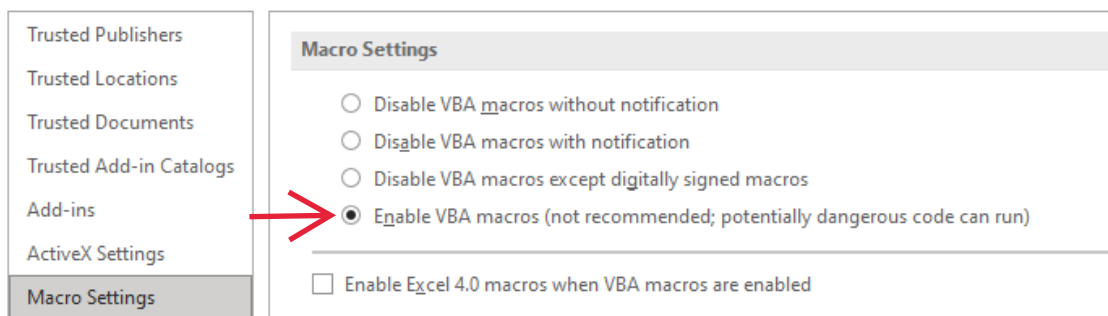 Trusted Publishers
Trusted Locations
Trusted Documents
Trusted Add-in Catalogs
Add-ins
ActiveX Settings
Macro Settings
Macro Settings
Disable VBA macros without notification
Disable VBA macros with notification
Disable VBA macros except digitally signed macros
Enable VBA macros (not recommended; potentially dangerous code can run)
Enable Excel 4.0 macros when VBA macros are enabled